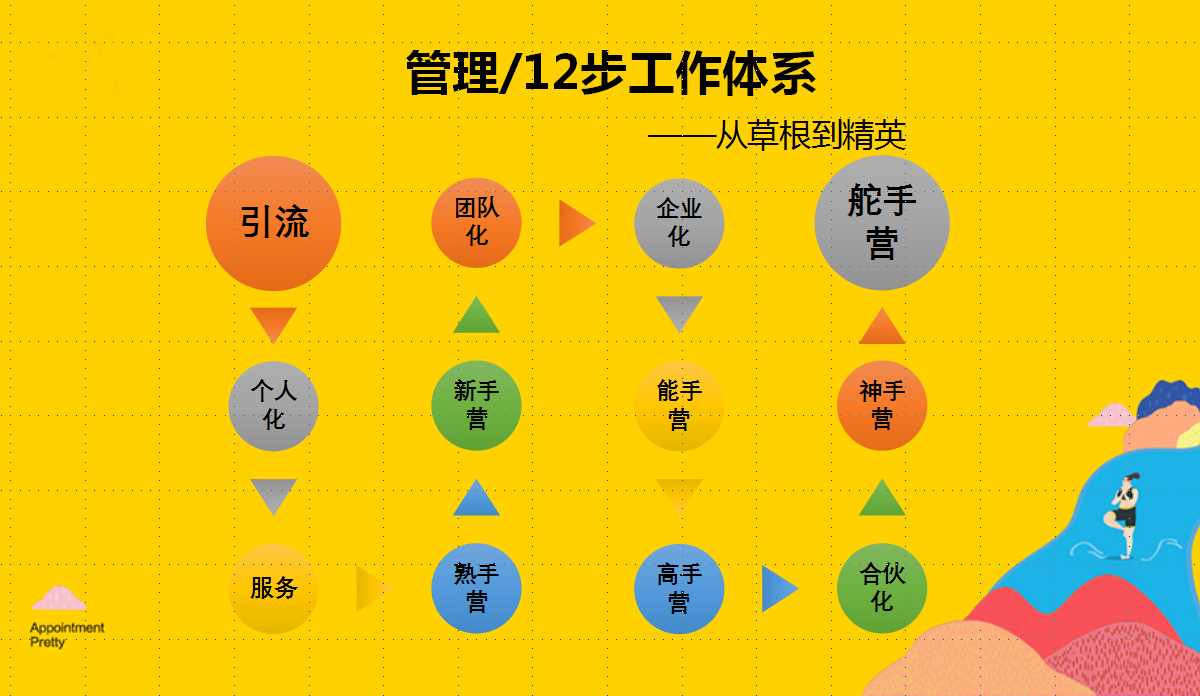 管理/12步工作体系
——从草根到精英
引流
个人
化
服务
熟手
营
新手
营
团队
化
企业
化
能手
营
高手
营
合伙
化
神手
营
舵手
营
Appointment
Pretty